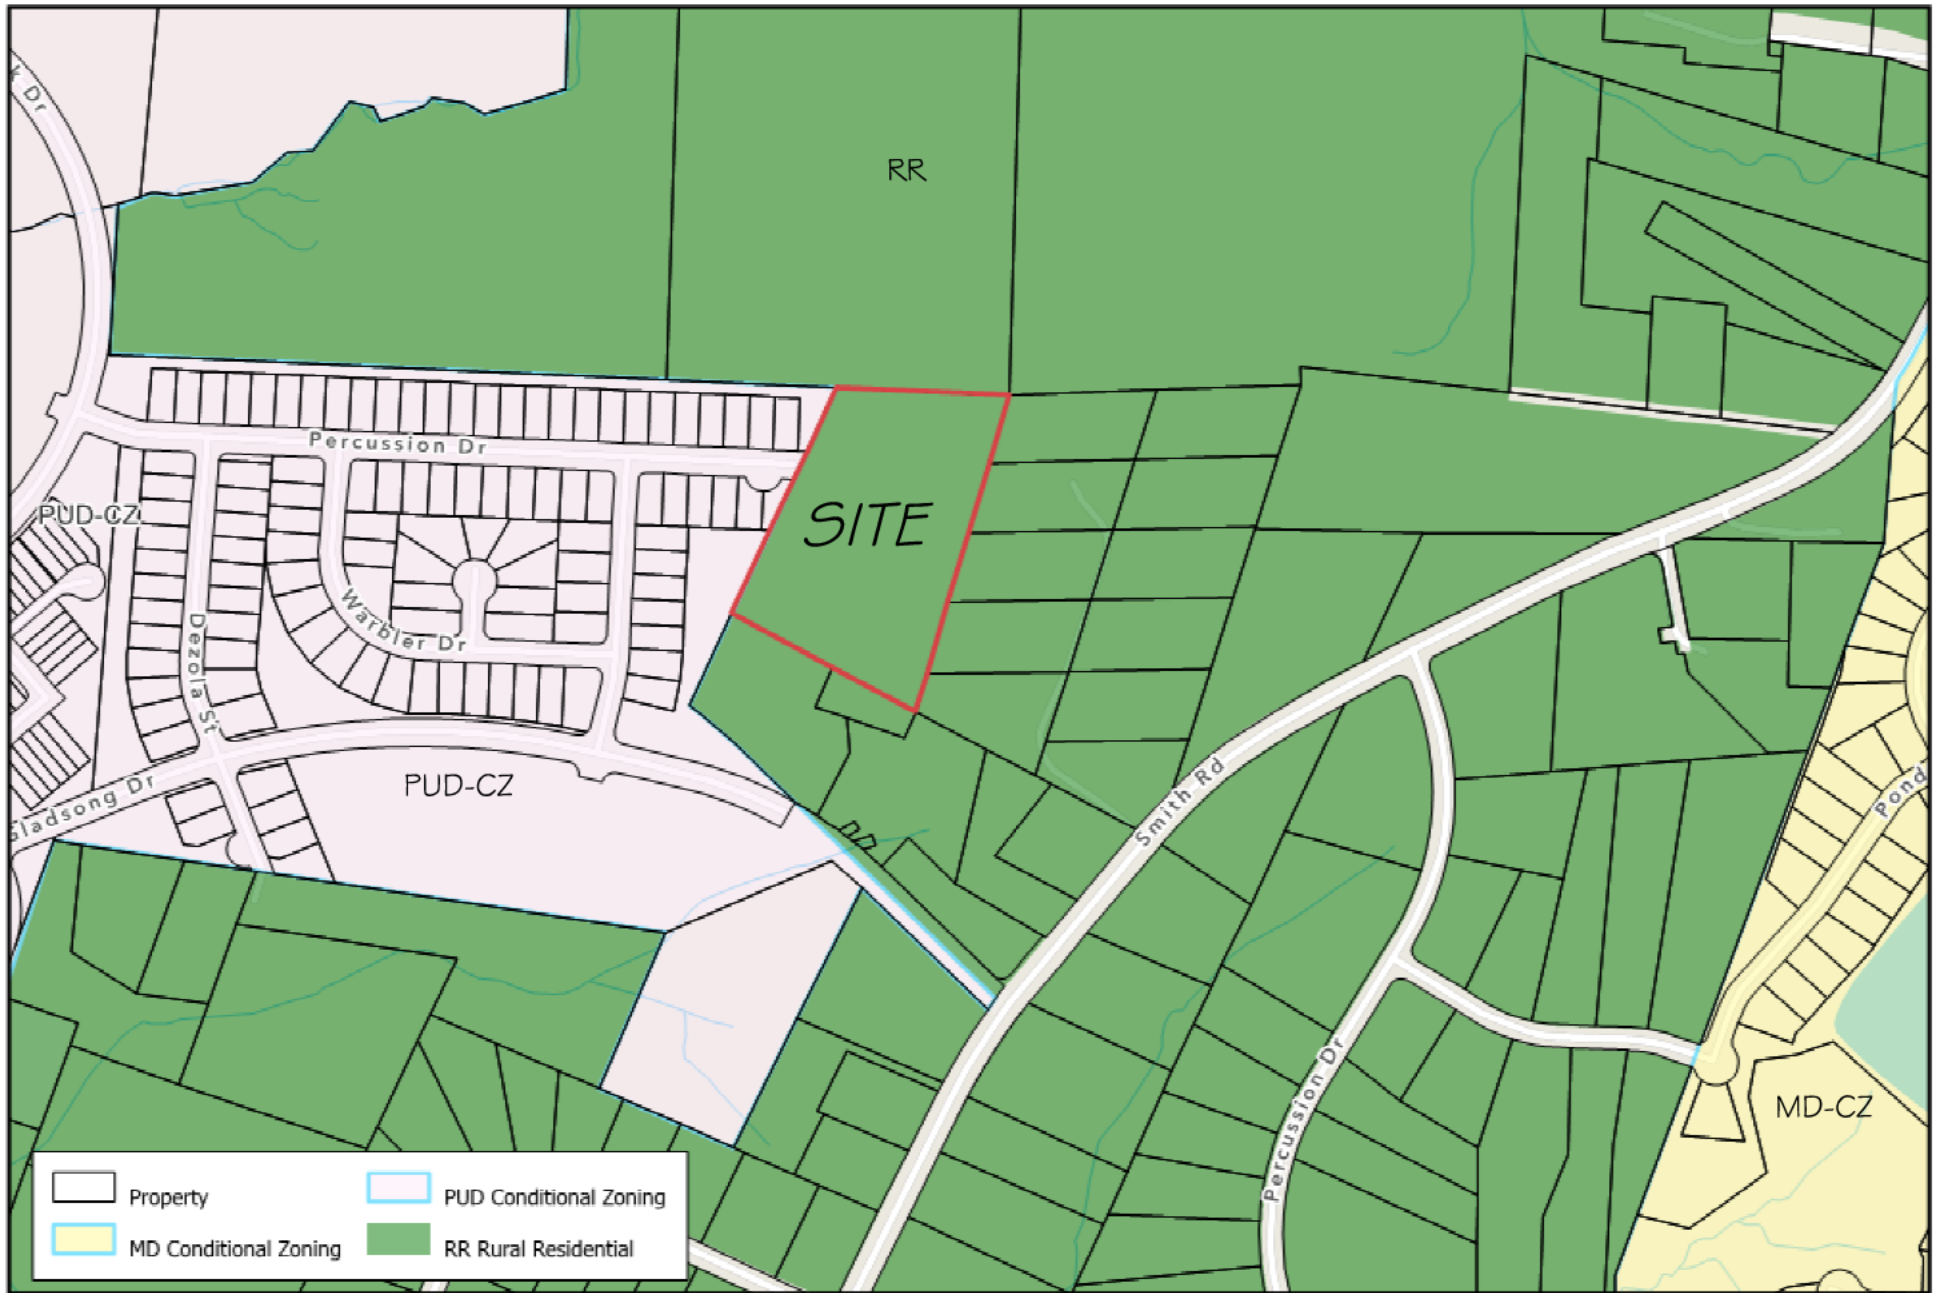 k Dr
RR
Percussion Dr
PUD-CZ
SITE
Warbler Dr
Dezola St
Gladsong Dr
PUD-CZ
Smith Rd
Pond
Percussion Dr
MD-CZ
Property
PUD Conditional Zoning
MD Conditional Zoning
RR Rural Residential